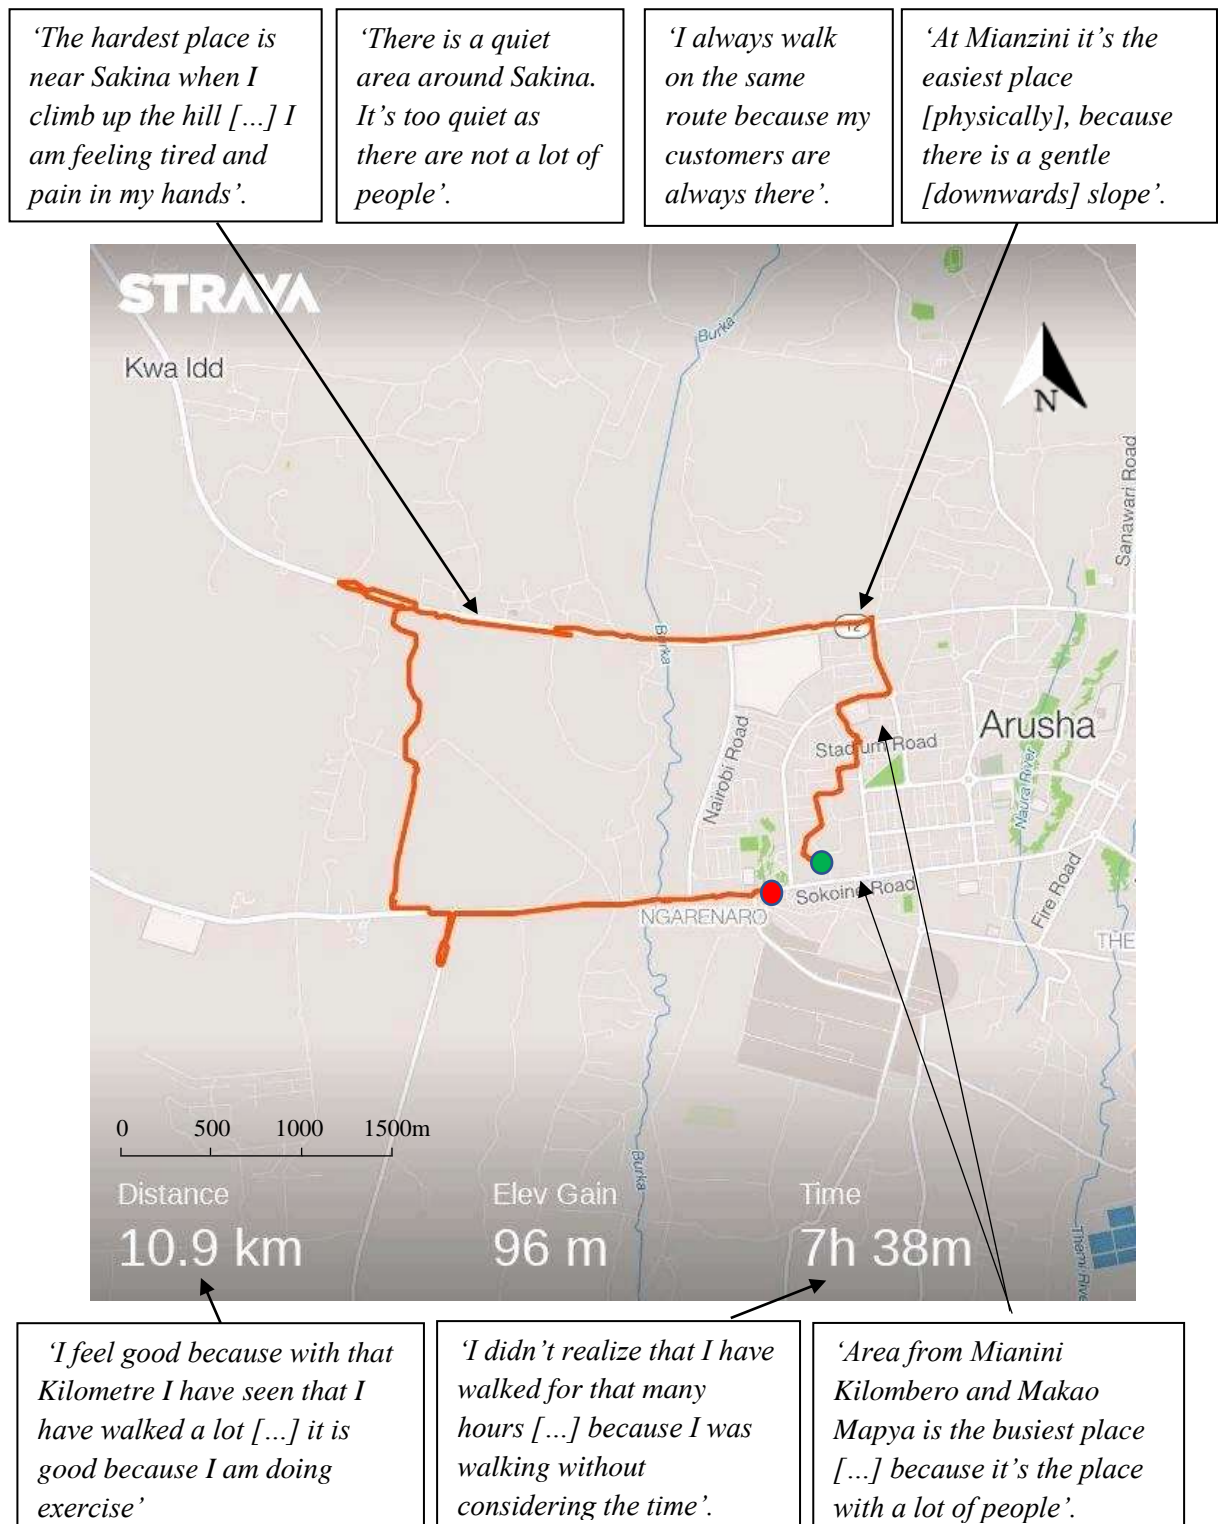 ‘The hardest place is
near Sakina when I
climb up the hill […] I
am feeling tired and
pain in my hands’.
‘There is a quiet
area around Sakina.
It’s too quiet as
there are not a lot of
people’.
‘I always walk
on the same
route because my
customers are
always there’.
‘At Mianzini it’s the
easiest place
[physically], because
there is a gentle
[downwards] slope’.
STRAVA
Burka
Kwa Idd
N
Sanawari Road
Burka
12
Arusha
Stadium Road
Nairobi Road
Naura River
Sokoine Road
NGARENARO
Fire Road
THE
0 500 1000 1500m
Burka
Distance
Elev Gain
Time
10.9 km
96 m
7h 38m
Themi Rive
‘I feel good because with that
Kilometre I have seen that I
have walked a lot […] it is
good because I am doing
exercise’
‘I didn’t realize that I have
walked for that many
hours […] because I was
walking without
considering the time’.
‘Area from Mianini
Kilombero and Makao
Mapya is the busiest place
[…] because it’s the place
with a lot of people’.